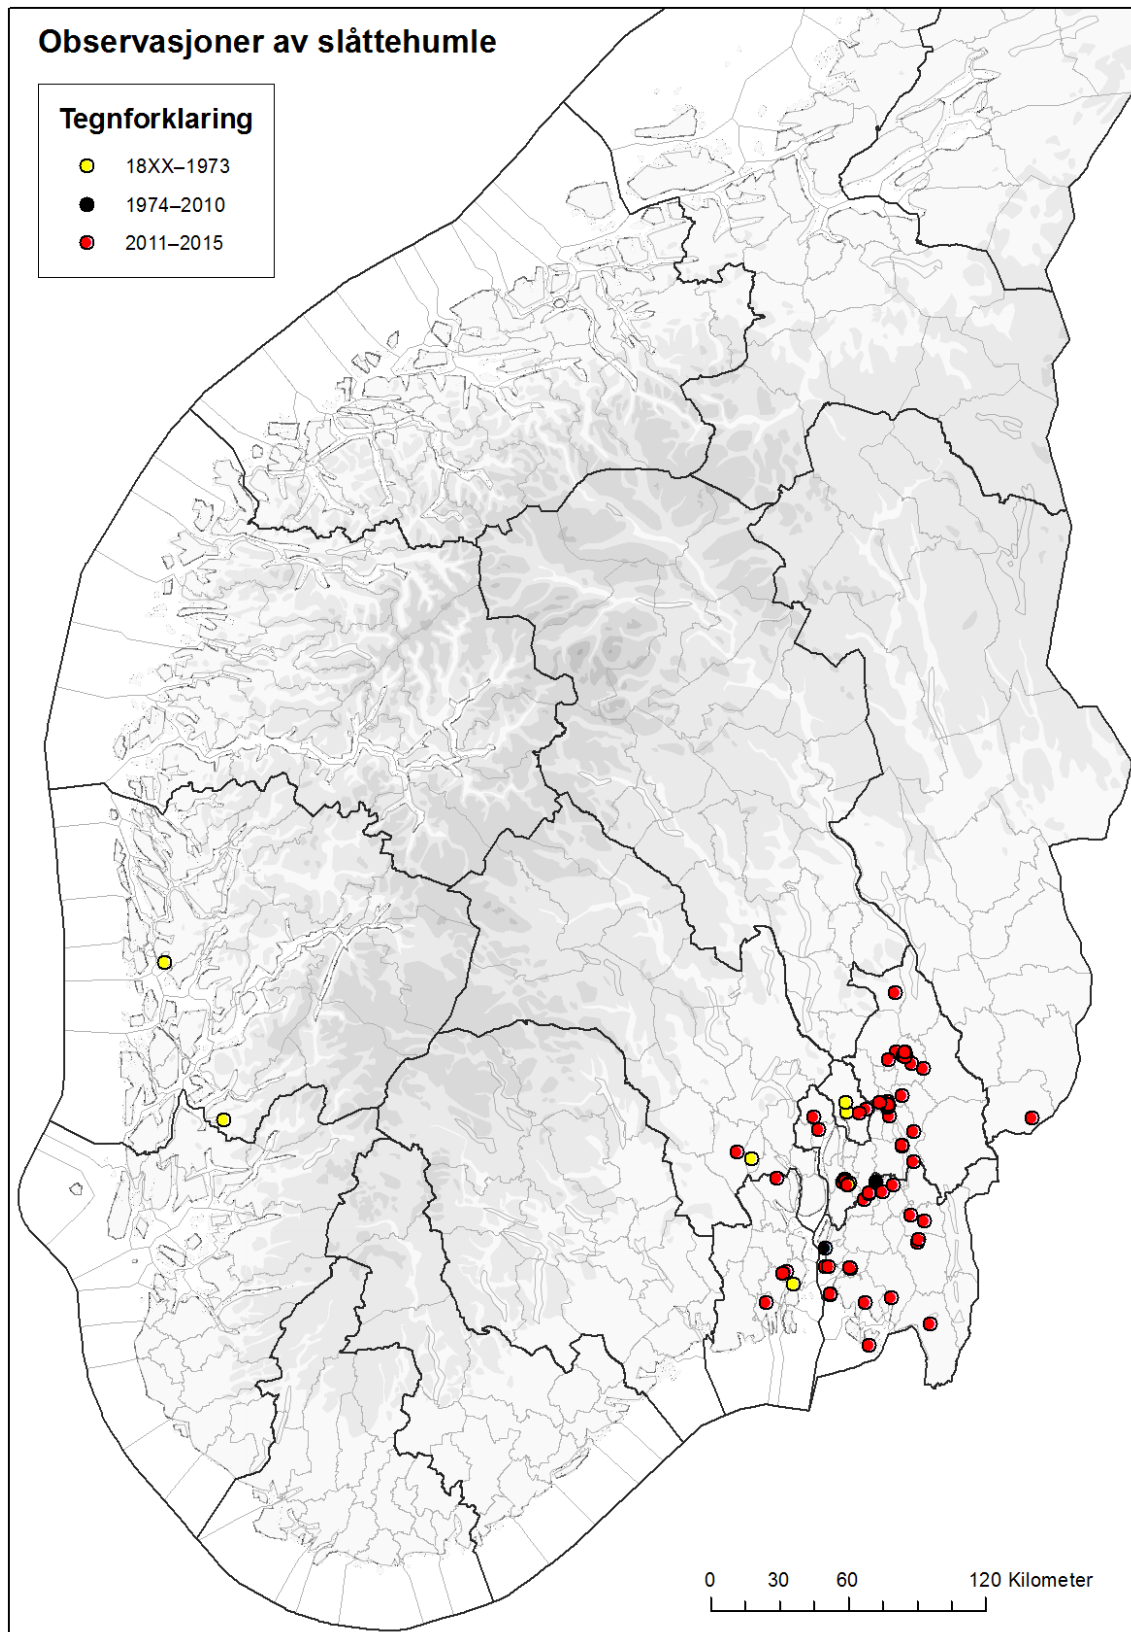 Observasjoner av slåttehumle
Tegnforklaring
18XX–1973
1974–2010
2011–2015
0 30 60 120 Kilometer